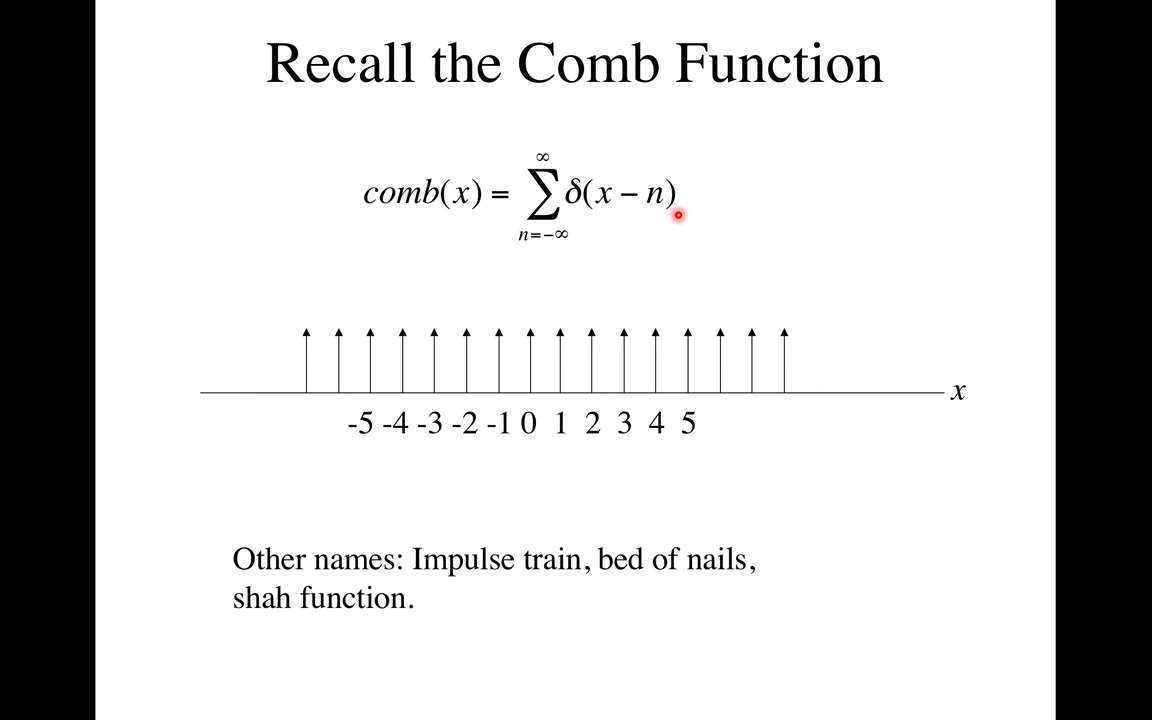 Recall the Comb Function
comb(x) = ∑_{n=−∞}^{∞} δ(x − n)
x
-5 -4 -3 -2 -1 0 1 2 3 4 5
Other names: Impulse train, bed of nails,
shah function.